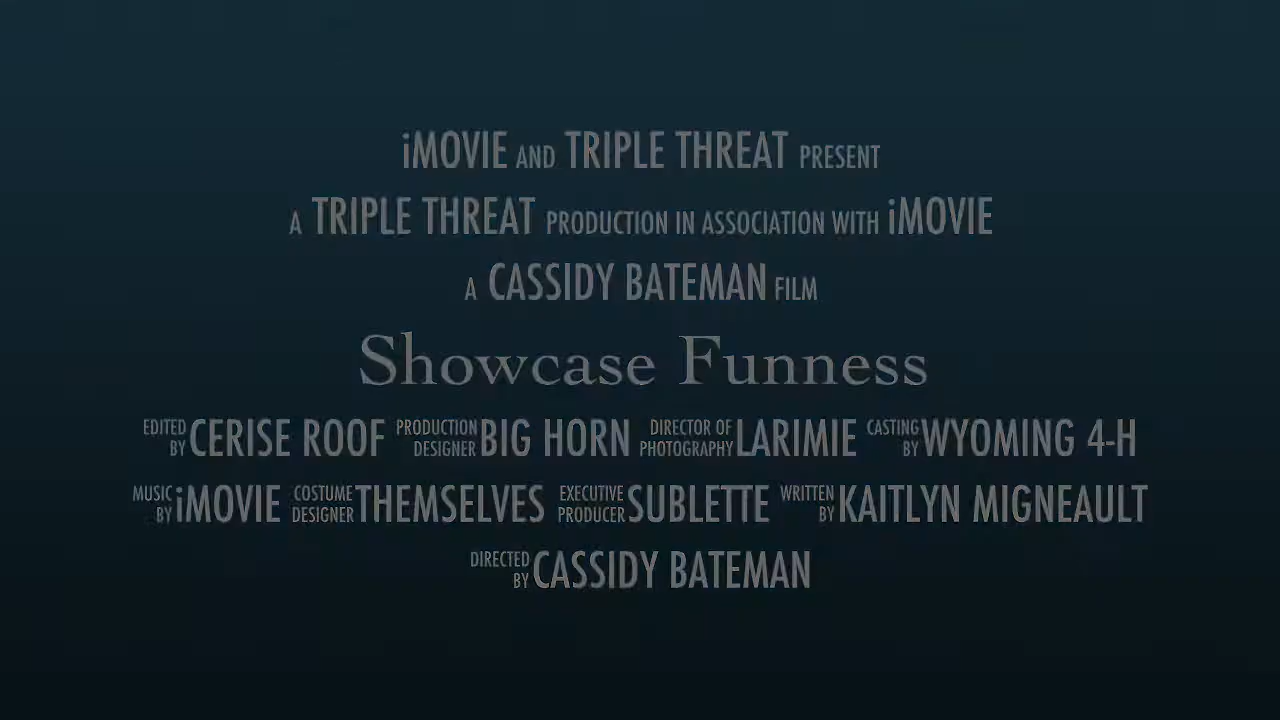 iMOVIE AND TRIPLE THREAT PRESENT
A TRIPLE THREAT PRODUCTION IN ASSOCIATION WITH iMOVIE
A CASSIDY BATEMAN FILM
Showcase Funness
EDITED BY CERISE ROOF PRODUCTION DESIGNER BIG HORN DIRECTOR OF PHOTOGRAPHY LARIMIE CASTING BY WYOMING 4-H
MUSIC BY iMOVIE COSTUME DESIGNER THEMSELVES EXECUTIVE PRODUCER SUBLETTE WRITTEN BY KAITLYN MIGNEAULT
DIRECTED BY CASSIDY BATEMAN